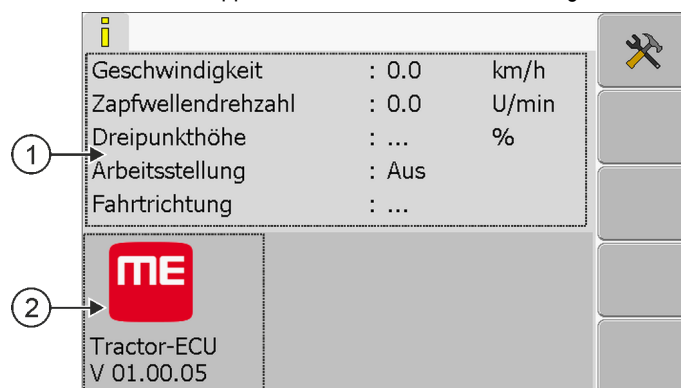 Geschwindigkeit : 0.0 km/h
Zapfwellendrehzahl : 0.0 U/min
Dreipunkthöhe : ... %
Arbeitsstellung : Aus
Fahrtrichtung : ...
1
2
ME
Tractor-ECU
V 01.00.05